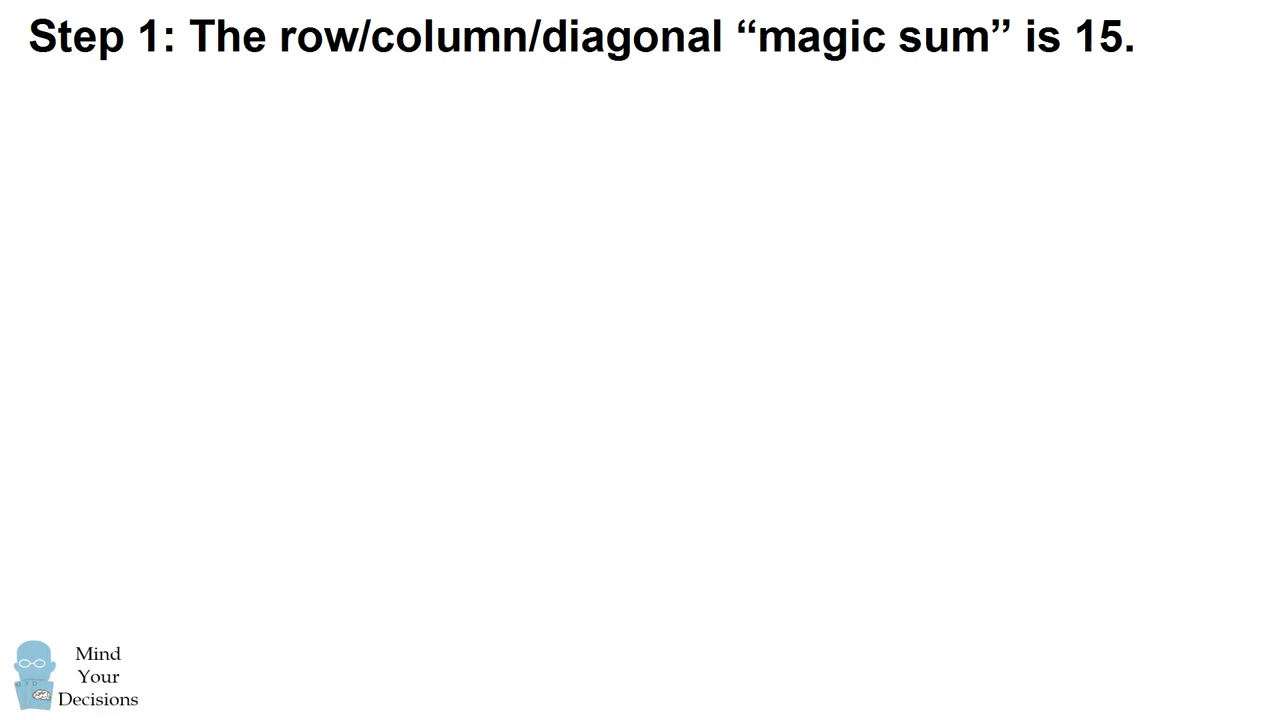 Step 1: The row/column/diagonal “magic sum” is 15.
Mind
Your
Decisions